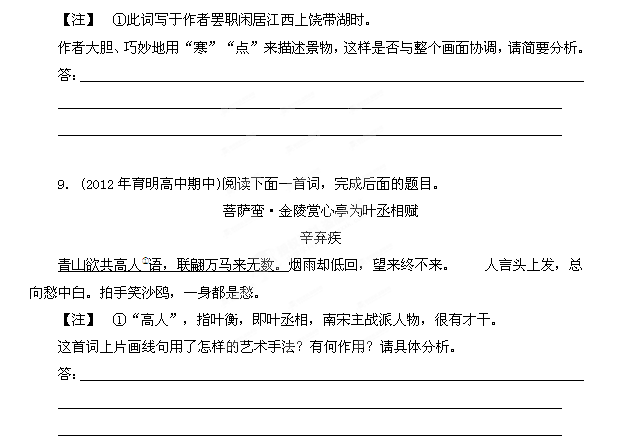 【注】 ①此词写于作者罢职闲居江西上饶带湖时。
作者大胆、巧妙地用“寒”“点”来描述景物，这样是否与整个画面协调，请简要分析。
答：
9．(2012年育明高中期中)阅读下面一首词，完成后面的题目。
菩萨蛮·金陵赏心亭为叶丞相赋
辛弃疾
青山欲共高人①语，联翩万马来无数。烟雨却低回，望来终不来。 人言头上发，总
向愁中白。拍手笑沙鸥，一身都是愁。
【注】 ①“高人”，指叶衡，即叶丞相，南宋主战派人物，很有才干。
这首词上片画线句用了怎样的艺术手法？有何作用？请具体分析。
答：